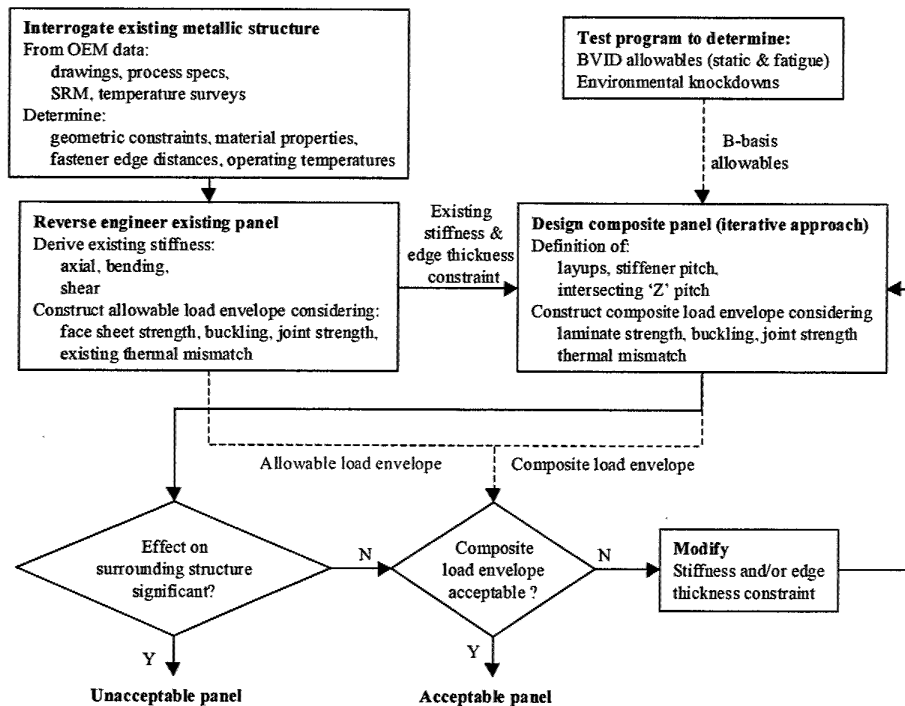 Interrogate existing metallic structure
From OEM data:
drawings, process specs,
SRM, temperature surveys
Determine:
geometric constraints, material properties,
fastener edge distances, operating temperatures
Test program to determine:
BVID allowables (static & fatigue)
Environmental knockdowns
B-basis
allowables
Reverse engineer existing panel
Derive existing stiffness:
axial, bending,
shear
Construct allowable load envelope considering:
face sheet strength, buckling, joint strength,
existing thermal mismatch
Existing
stiffness &
edge thickness
constraint
Design composite panel (iterative approach)
Definition of:
layups, stiffener pitch,
intersecting ‘Z’ pitch
Construct composite load envelope considering
laminate strength, buckling, joint strength
thermal mismatch
Allowable load envelope
Composite load envelope
Effect on
surrounding structure
significant?
N
Composite
load envelope
acceptable ?
N
Modify
Stiffness and/or edge
thickness constraint
Y
Y
Unacceptable panel
Acceptable panel